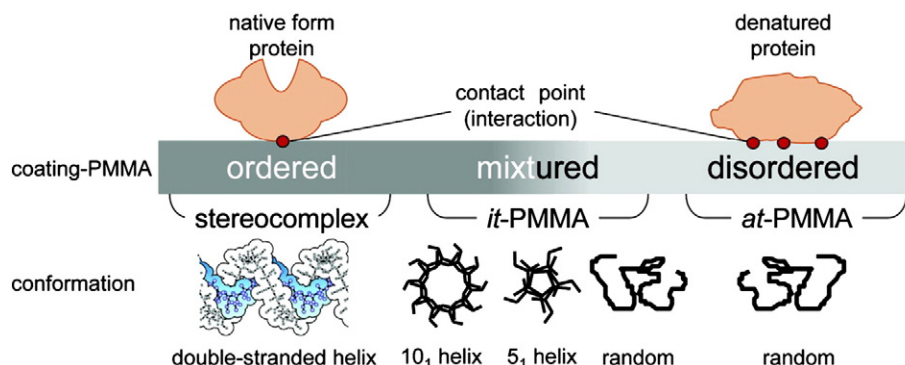 native form
protein
denatured
protein
contact point
(interaction)
coating-PMMA
ordered
mixtured
disordered
stereocomplex
it-PMMA
at-PMMA
conformation
double-stranded helix
10₁ helix
5₁ helix
random
random